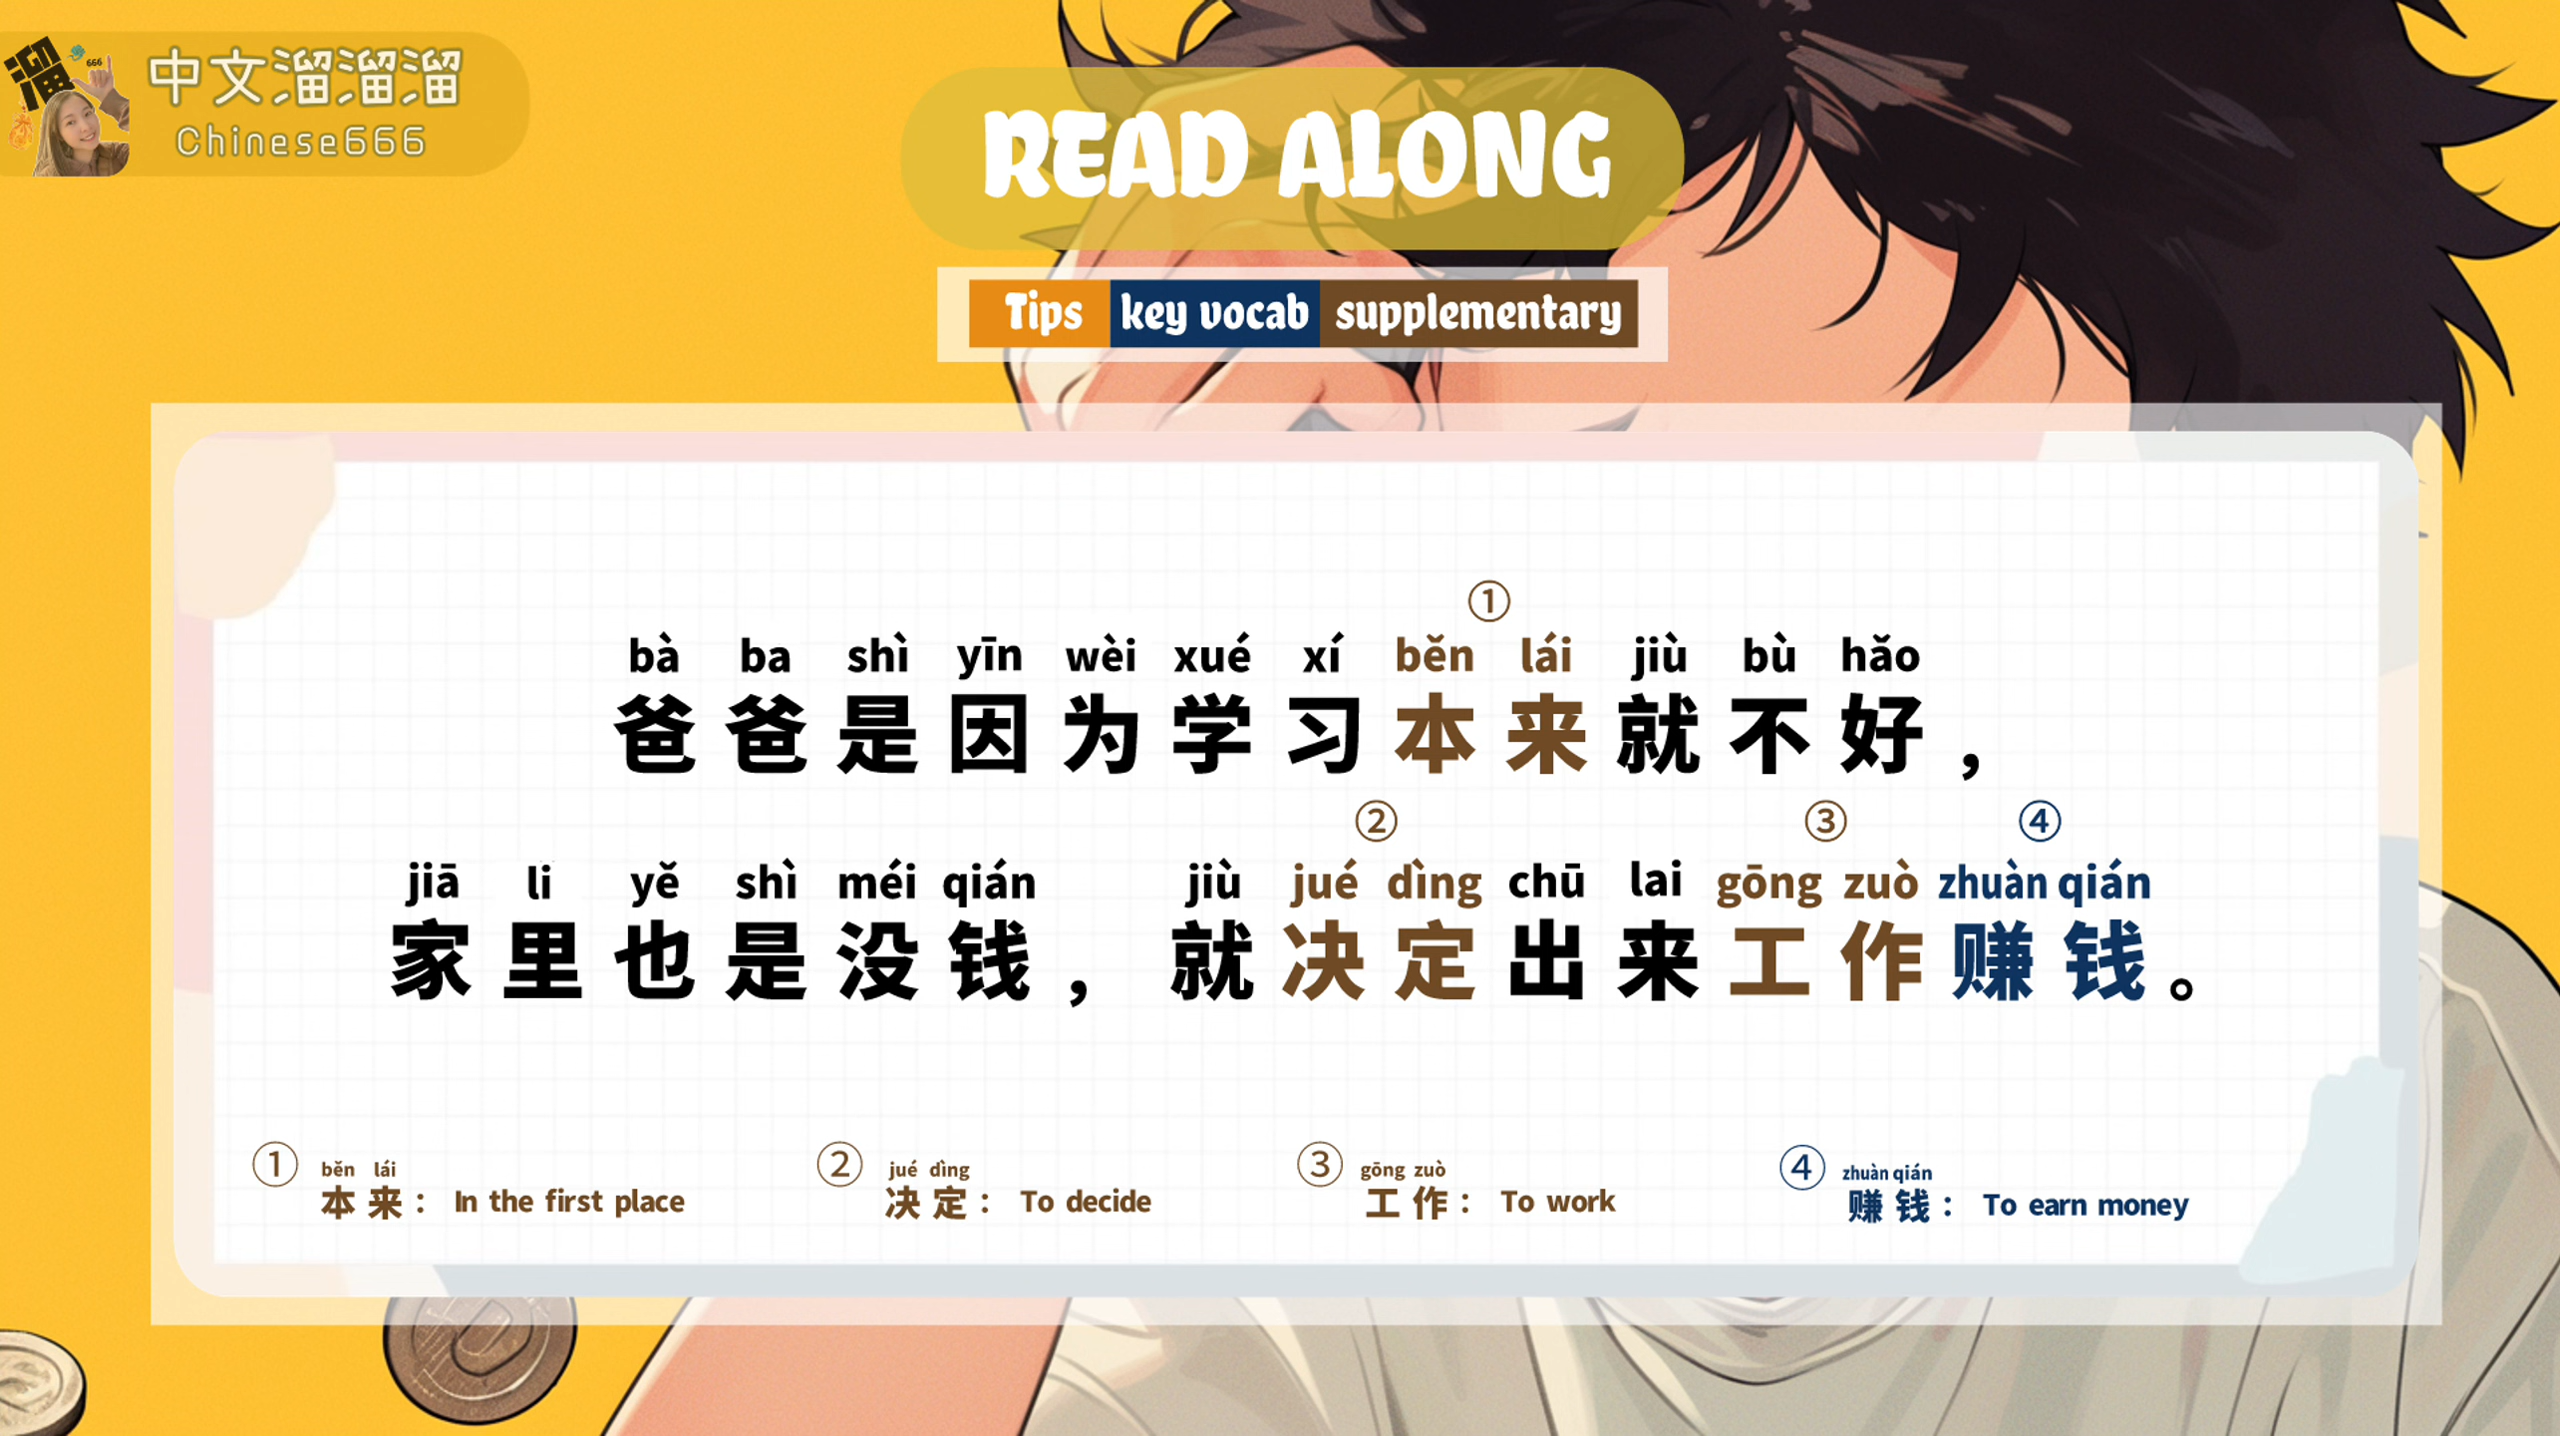 中文溜溜溜
Chinese666
溜
666
READ ALONG
Tips key vocab supplementary
①
bà ba shì yīn wèi xué xí běn lái jiù bù hǎo
爸爸是因为学习本来就不好，
② ③ ④
jiā li yě shì méi qián jiù jué dìng chū lai gōng zuò zhuàn qián
家里也是没钱，就决定出来工作赚钱。
① běn lái ② jué dìng ③ gōng zuò ④ zhuàn qián
本来： In the first place 决定： To decide 工作： To work 赚钱： To earn money